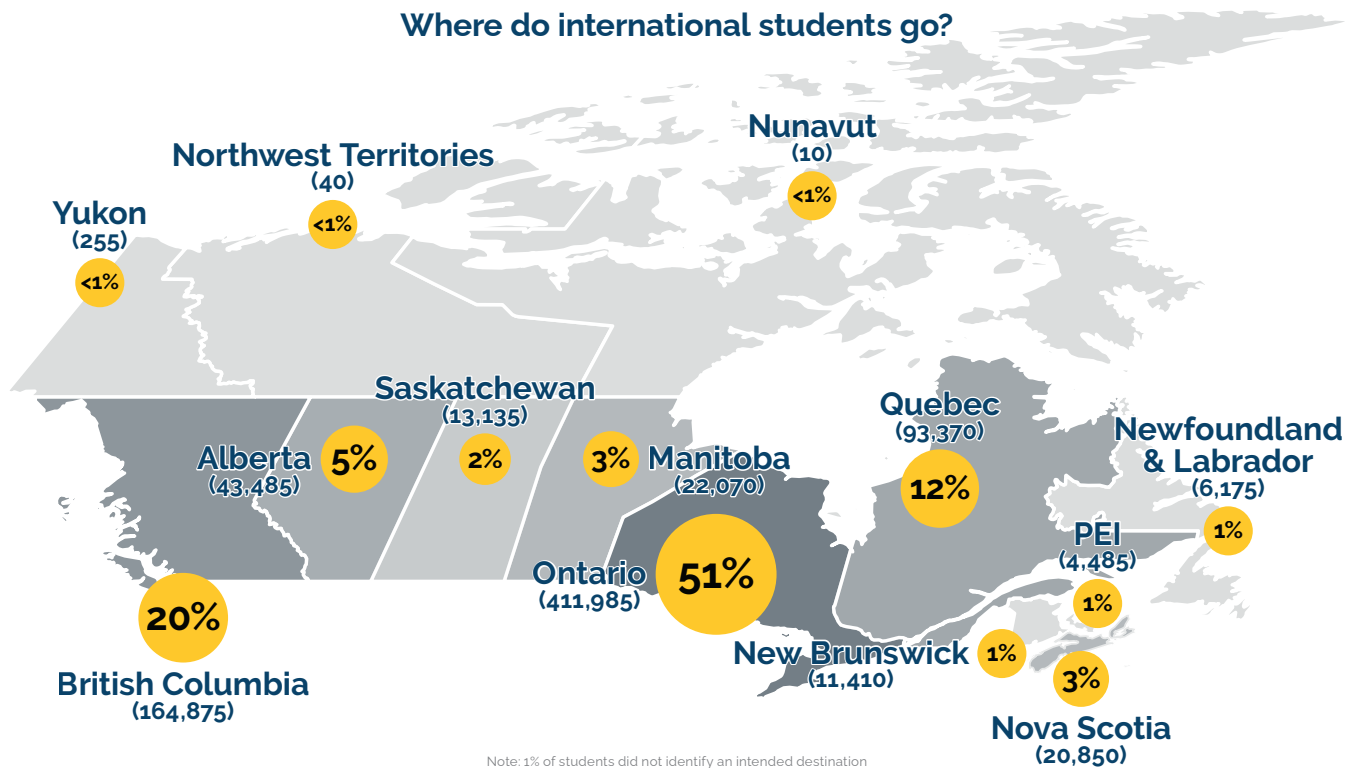 Where do international students go?
Nunavut
(10)
<1%
Northwest Territories
(40)
<1%
Yukon
(255)
<1%
Saskatchewan
(13,135)
2%
Quebec
(93,370)
12%
Newfoundland
& Labrador
(6,175)
1%
Alberta
(43,485)
5%
3%
Manitoba
(22,070)
PEI
(4,485)
1%
Ontario
(411,985)
51%
20%
British Columbia
(164,875)
New Brunswick
(11,410)
1%
3%
Nova Scotia
(20,850)
Note: 1% of students did not identify an intended destination